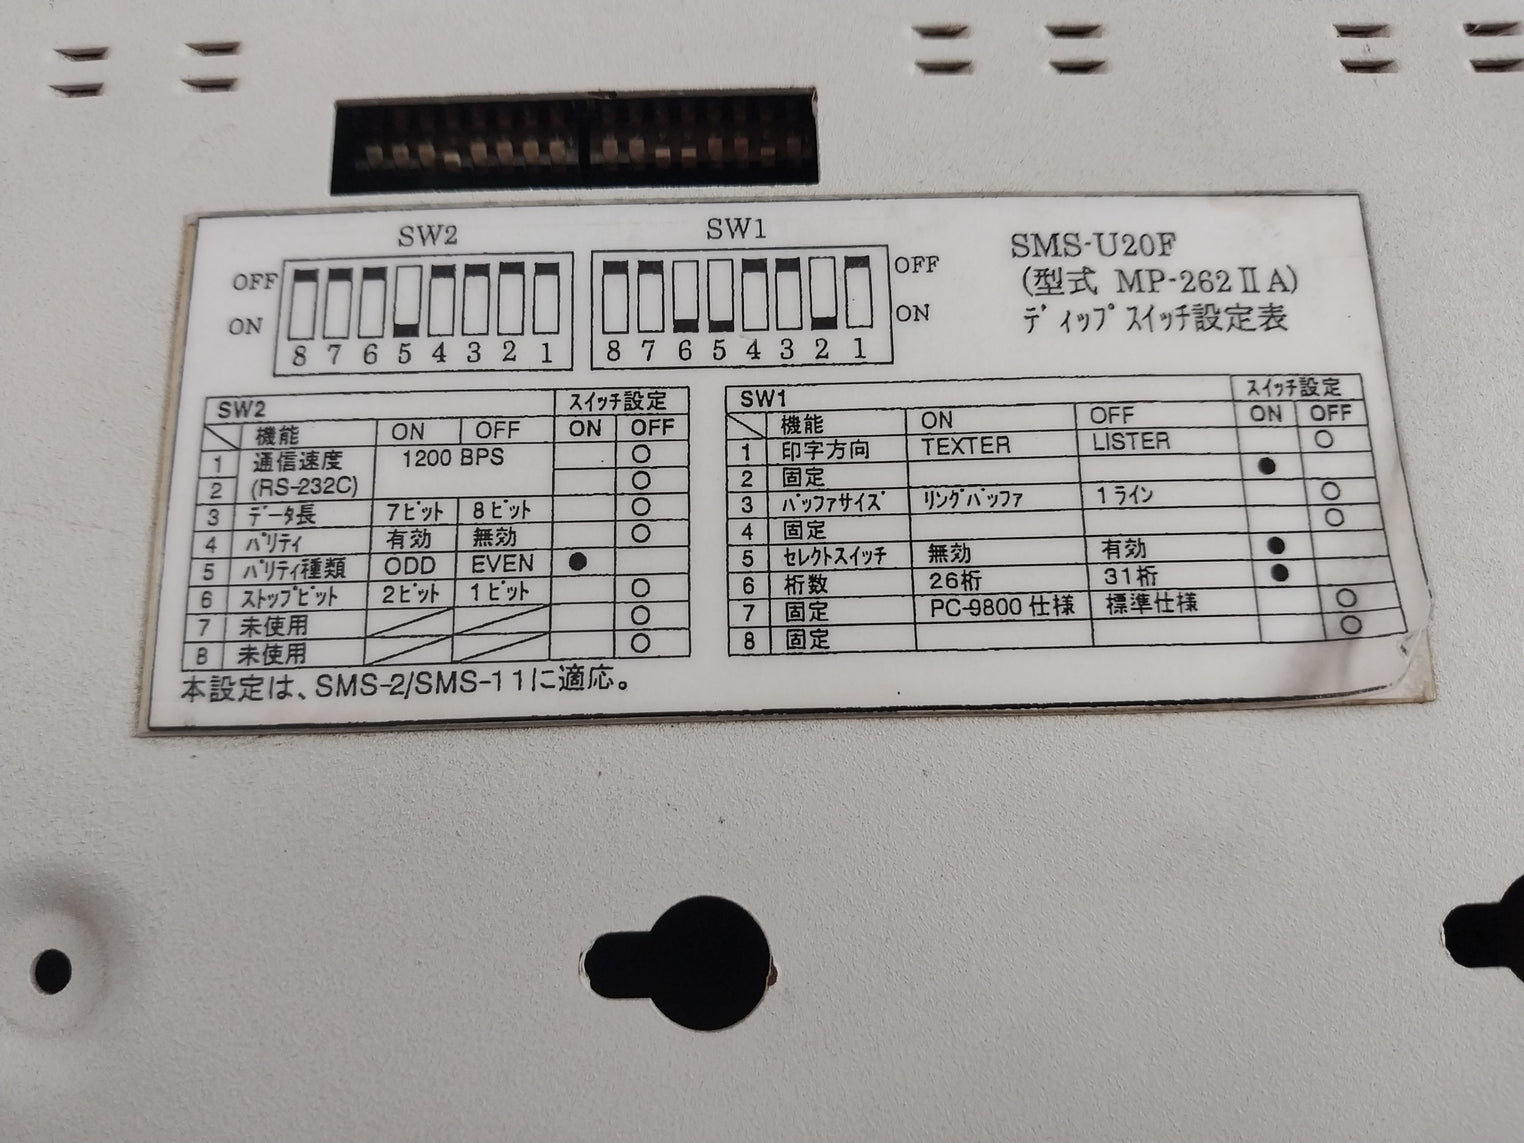 SW2
OFF
ON
8 7 6 5 4 3 2 1
SW1
OFF
ON
8 7 6 5 4 3 2 1
SMS-U20F
(型式 MP-262ⅡA)
ディップスイッチ設定表
SW2 スイッチ設定
機能 ON OFF ON OFF
1 通信速度 1200 BPS ○
2 (RS-232C) ○
3 データ長 7ビット 8ビット ○
4 パリティ 有効 無効 ○
5 パリティ種類 ODD EVEN ●
6 ストップビット 2ビット 1ビット ○
7 未使用 ○
8 未使用 ○
本設定は、SMS-2/SMS-11に適応。
SW1 スイッチ設定
機能 ON OFF ON OFF
1 印字方向 TEXTER LISTER ○
2 固定 ●
3 バッファサイズ リングバッファ 1ライン ○
4 固定 ○
5 セレクトスイッチ 無効 有効 ●
6 桁数 26桁 31桁 ●
7 固定 PC-9800仕様 標準仕様 ○
8 固定 ○